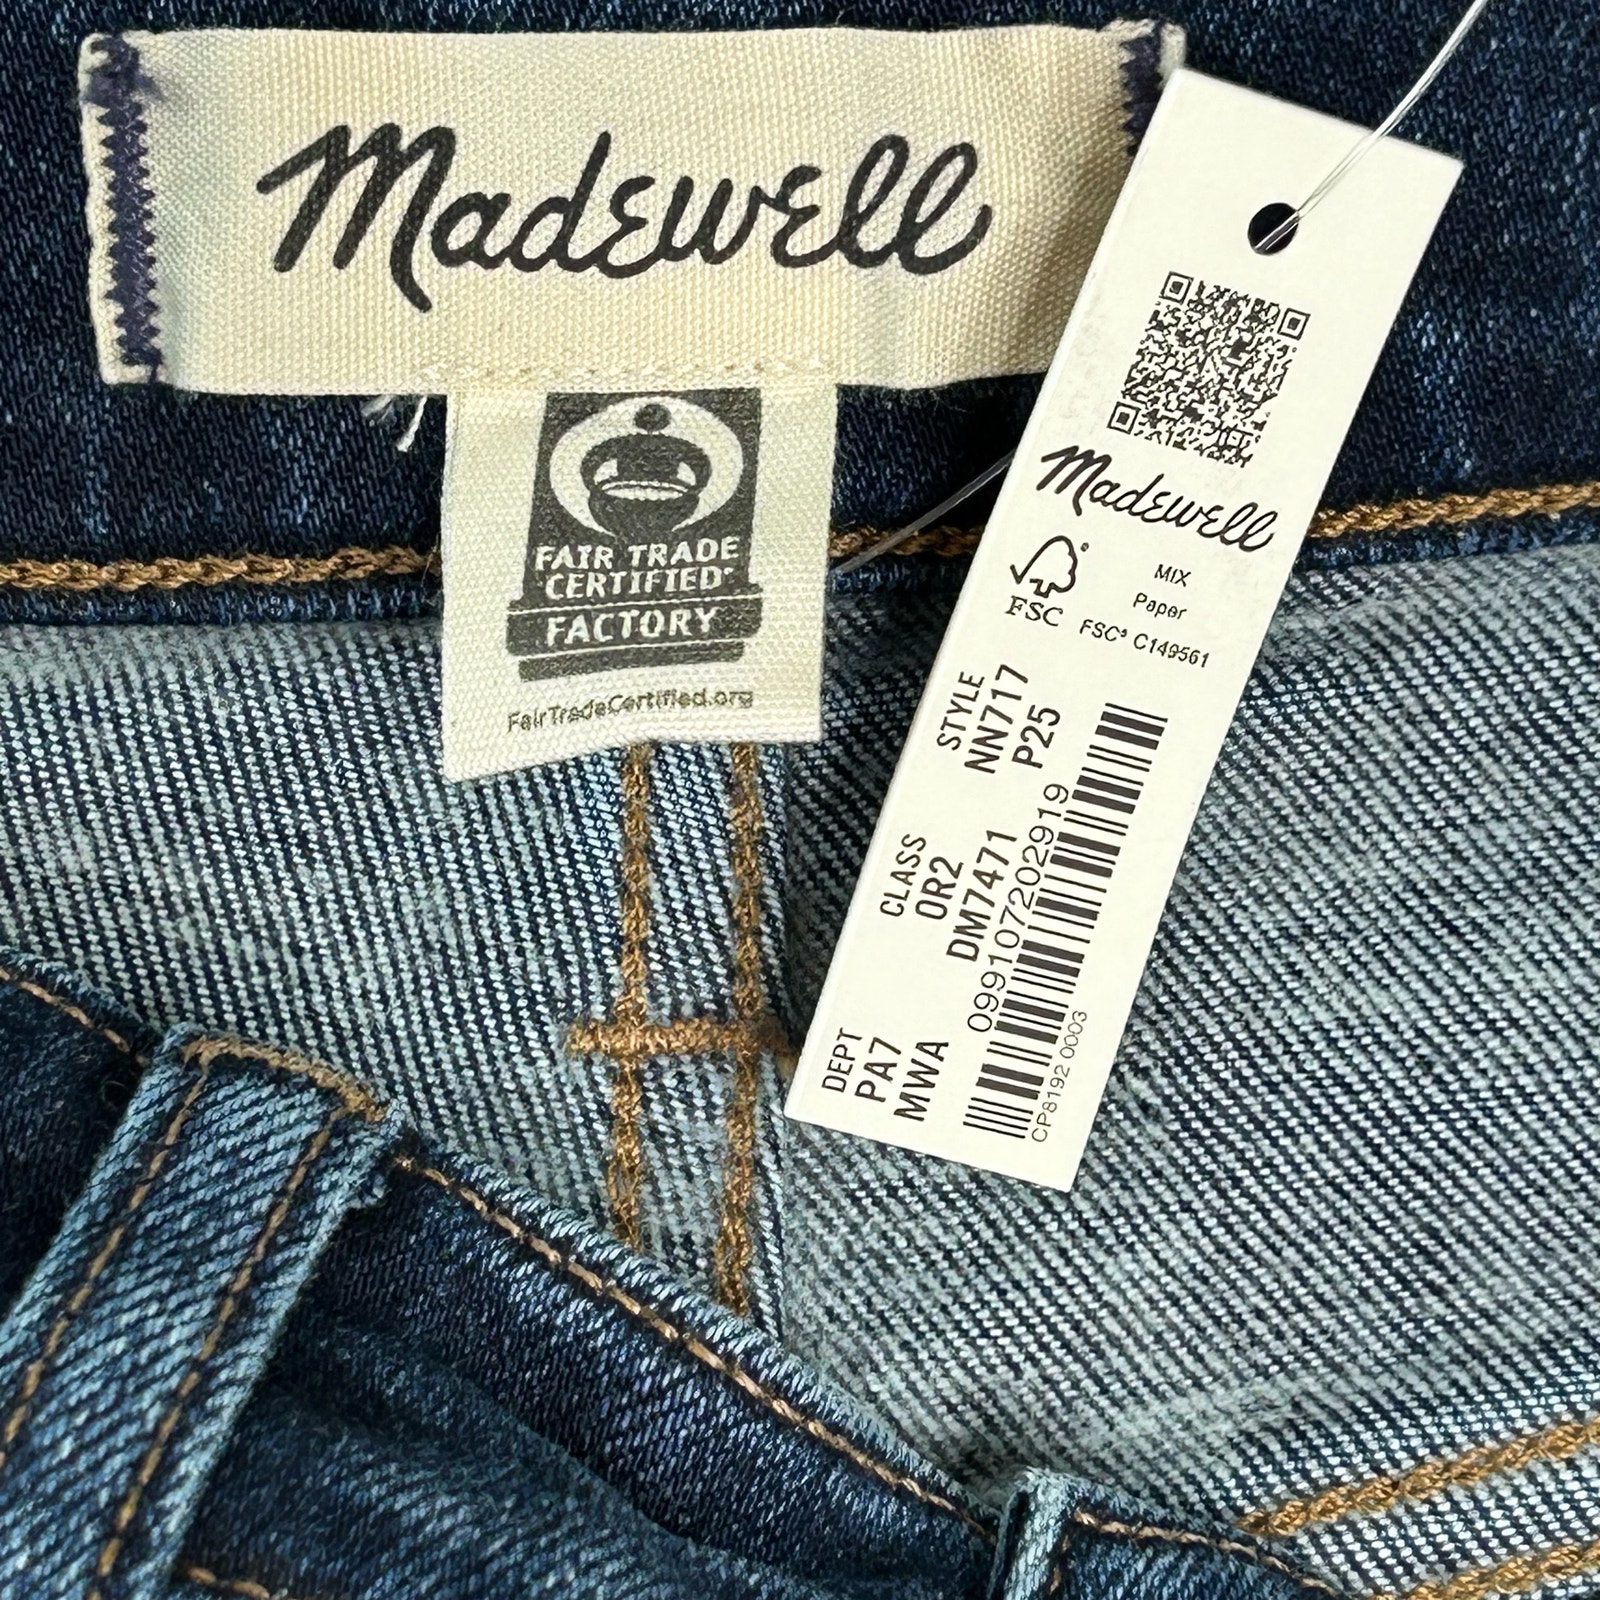 Madewell
FAIR TRADE
CERTIFIED
FACTORY
FairTradeCertified.org
Madewell
FSC
MIX
Paper
FSC® C149561
STYLE
NN717
P25
CLASS
OR2
DM7471
DEPT
PA7
MWA
099107202919
CP8192 0003